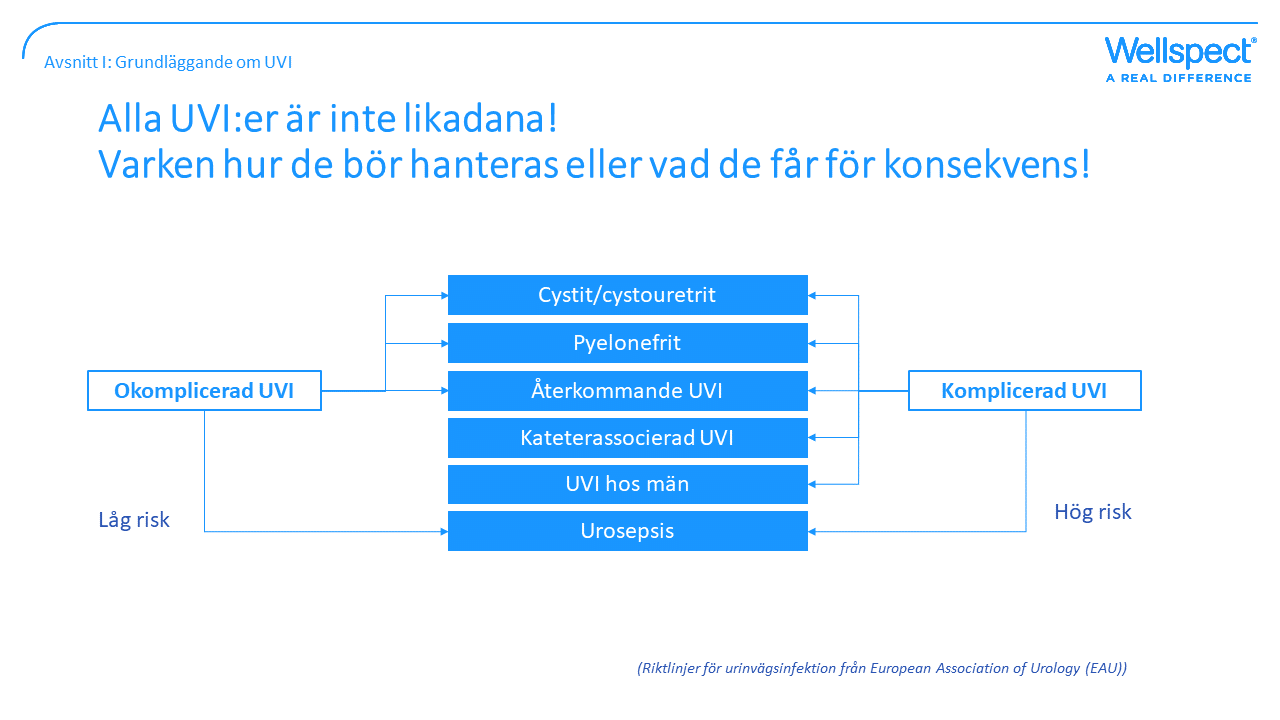 Avsnitt I: Grundläggande om UVI
Wellspect®
A REAL DIFFERENCE
Alla UVI:er är inte likadana!
Varken hur de bör hanteras eller vad de får för konsekvens!
Cystit/cystouretrit
Pyelonefrit
Okomplicerad UVI
Återkommande UVI
Komplicerad UVI
Kateterassocierad UVI
UVI hos män
Låg risk
Hög risk
Urosepsis
(Riktlinjer för urinvägsinfektion från European Association of Urology (EAU))